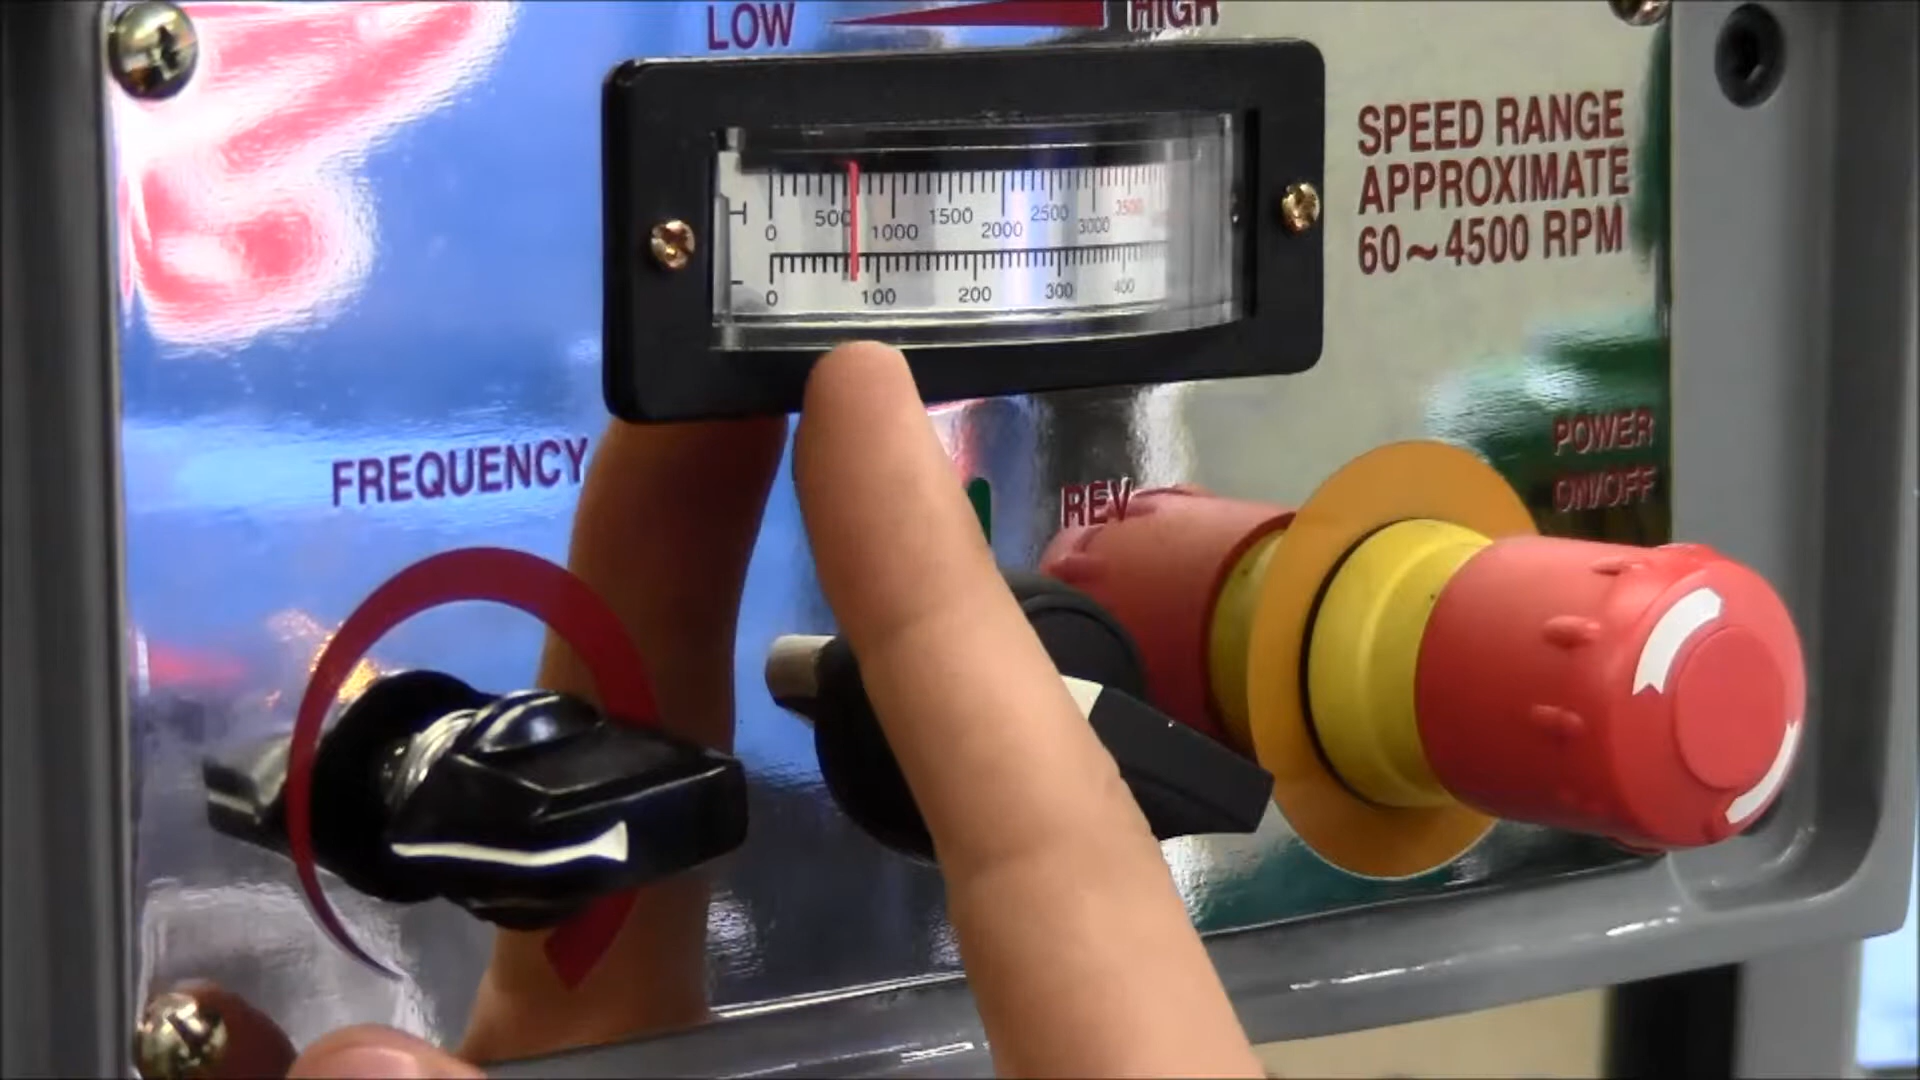 LOW HIGH
SPEED RANGE
APPROXIMATE
60~4500 RPM
H 500 1500 2500 3500
0 1000 2000 3000
0 100 200 300 400
FREQUENCY
REV
POWER
ON/OFF